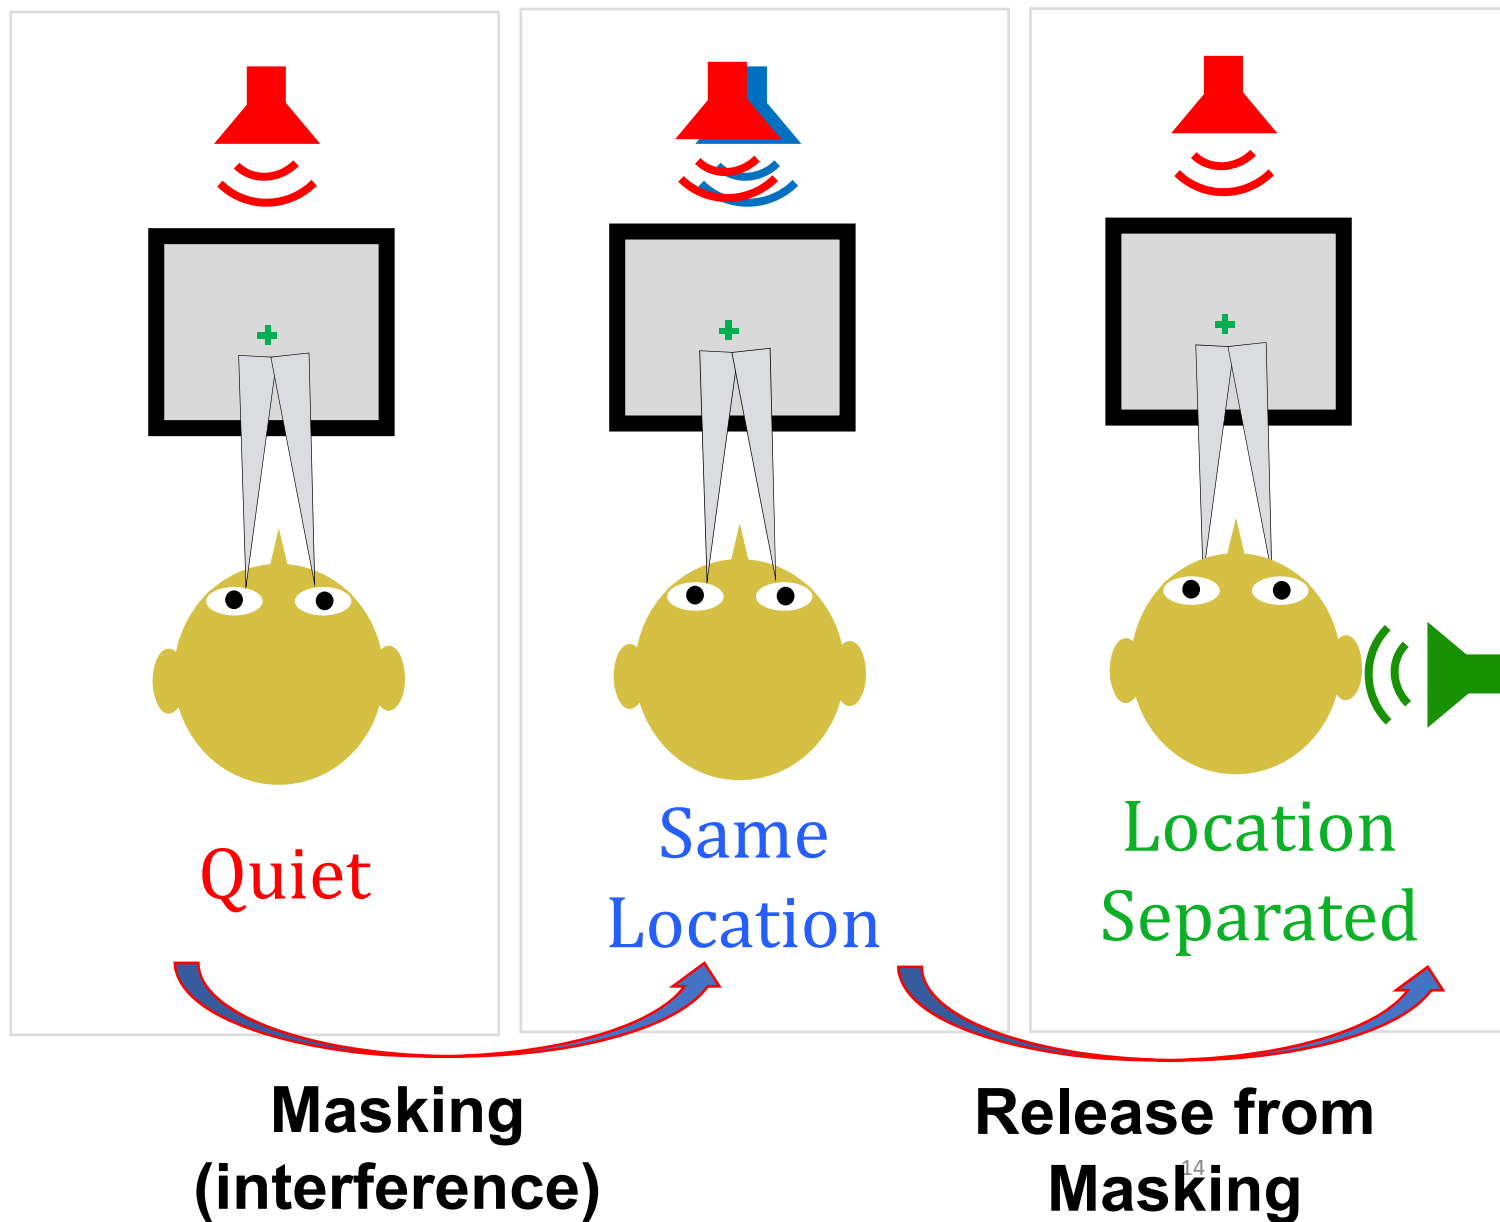 Quiet
Same
Location
Location
Separated
Masking
(interference)
Release from
Masking
14